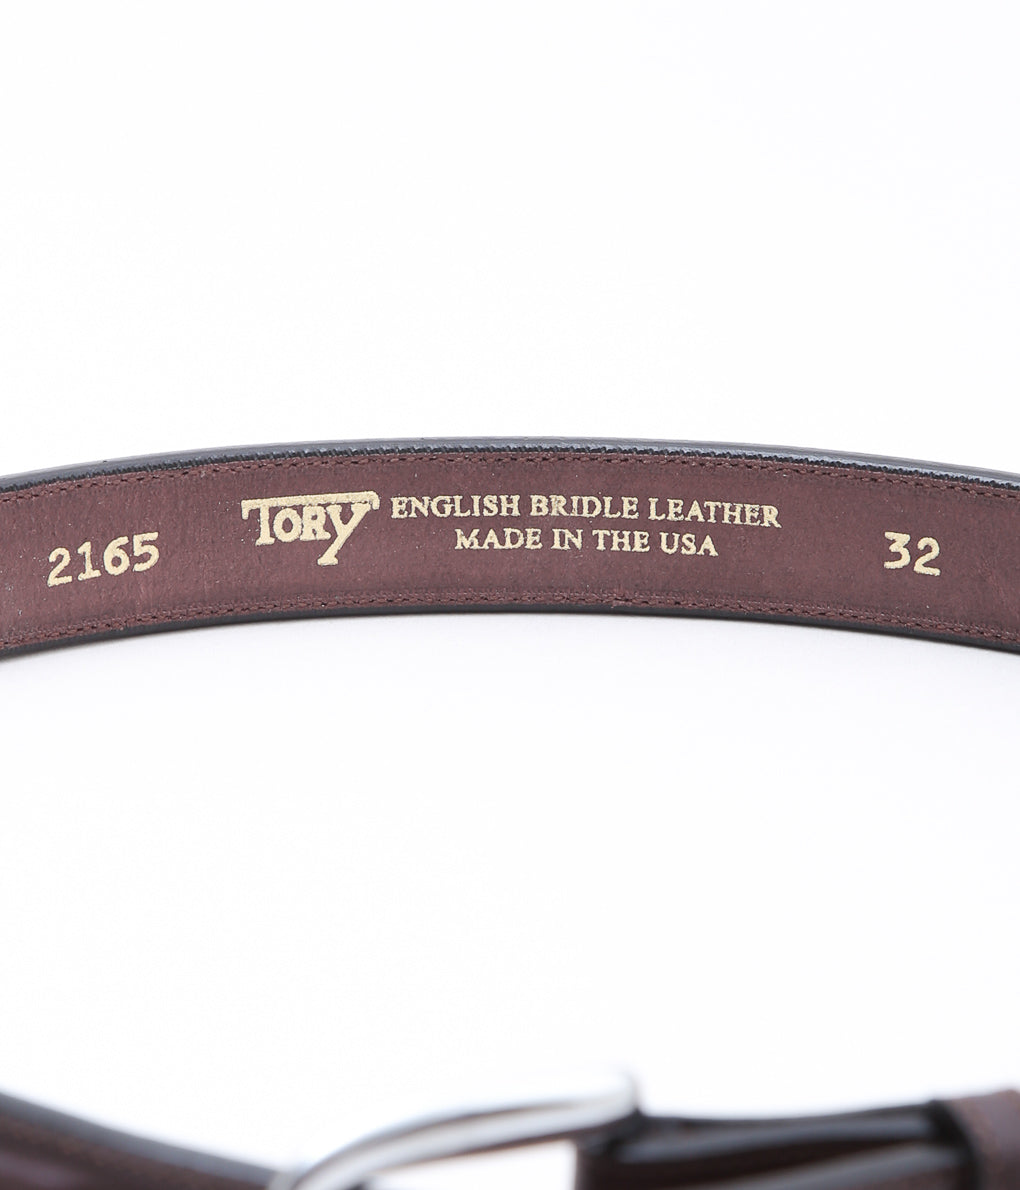 2165
TORY
ENGLISH BRIDLE LEATHER
MADE IN THE USA
32